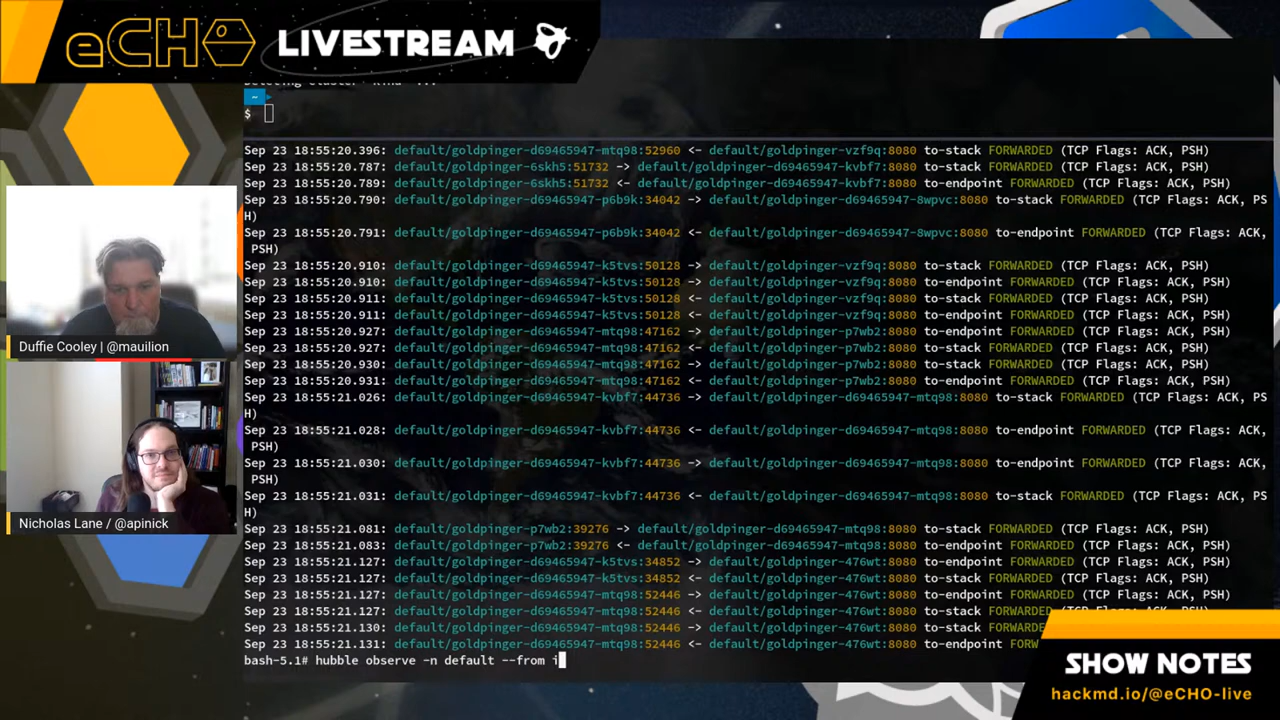 eCHO LIVESTREAM
~
$
Sep 23 18:55:20.396: default/goldpinger-d69465947-mtq98:52960 <- default/goldpinger-vzf9q:8080 to-stack FORWARDED (TCP Flags: ACK, PSH)
Sep 23 18:55:20.787: default/goldpinger-6skh5:51732 -> default/goldpinger-kvbf7:8080 to-stack FORWARDED (TCP Flags: ACK, PSH)
Sep 23 18:55:20.789: default/goldpinger-6skh5:51732 <- default/goldpinger-kvbf7:8080 to-endpoint FORWARDED (TCP Flags: ACK, PSH)
Sep 23 18:55:20.790: default/goldpinger-p6b9k:34042 -> default/goldpinger-d69465947-8wpvc:8080 to-stack FORWARDED (TCP Flags: ACK, PS
H)
Sep 23 18:55:20.791: default/goldpinger-p6b9k:34042 <- default/goldpinger-d69465947-8wpvc:8080 to-endpoint FORWARDED (TCP Flags: ACK,
PSH)
Sep 23 18:55:20.910: default/goldpinger-d69465947-k5tvs:50128 -> default/goldpinger-vzf9q:8080 to-stack FORWARDED (TCP Flags: ACK, PSH)
Sep 23 18:55:20.910: default/goldpinger-d69465947-k5tvs:50128 -> default/goldpinger-vzf9q:8080 to-endpoint FORWARDED (TCP Flags: ACK, PSH)
Sep 23 18:55:20.911: default/goldpinger-d69465947-k5tvs:50128 <- default/goldpinger-vzf9q:8080 to-stack FORWARDED (TCP Flags: ACK, PSH)
Sep 23 18:55:20.911: default/goldpinger-d69465947-k5tvs:50128 <- default/goldpinger-vzf9q:8080 to-endpoint FORWARDED (TCP Flags: ACK, PSH)
Sep 23 18:55:20.927: default/goldpinger-d69465947-mtq98:47162 -> default/goldpinger-p7wb2:8080 to-stack FORWARDED (TCP Flags: ACK, PSH)
Sep 23 18:55:20.927: default/goldpinger-d69465947-mtq98:47162 -> default/goldpinger-p7wb2:8080 to-endpoint FORWARDED (TCP Flags: ACK, PSH)
Sep 23 18:55:20.930: default/goldpinger-d69465947-mtq98:47162 <- default/goldpinger-p7wb2:8080 to-stack FORWARDED (TCP Flags: ACK, PSH)
Sep 23 18:55:20.931: default/goldpinger-d69465947-mtq98:47162 <- default/goldpinger-p7wb2:8080 to-endpoint FORWARDED (TCP Flags: ACK, PSH)
Sep 23 18:55:21.026: default/goldpinger-d69465947-kvbf7:44736 -> default/goldpinger-d69465947-mtq98:8080 to-stack FORWARDED (TCP Flags: ACK, PS
H)
Sep 23 18:55:21.028: default/goldpinger-kvbf7:44736 -> default/goldpinger-d69465947-mtq98:8080 to-endpoint FORWARDED (TCP Flags: ACK,
PSH)
Sep 23 18:55:21.030: default/goldpinger-kvbf7:44736 <- default/goldpinger-d69465947-mtq98:8080 to-endpoint FORWARDED (TCP Flags: ACK,
PSH)
Sep 23 18:55:21.031: default/goldpinger-kvbf7:44736 <- default/goldpinger-d69465947-mtq98:8080 to-stack FORWARDED (TCP Flags: ACK, PS
H)
Sep 23 18:55:21.081: default/goldpinger-p7wb2:39276 -> default/goldpinger-d69465947-mtq98:8080 to-stack FORWARDED (TCP Flags: ACK, PSH)
Sep 23 18:55:21.083: default/goldpinger-p7wb2:39276 <- default/goldpinger-d69465947-mtq98:8080 to-endpoint FORWARDED (TCP Flags: ACK, PSH)
Sep 23 18:55:21.127: default/goldpinger-d69465947-k5tvs:34852 -> default/goldpinger-476wt:8080 to-endpoint FORWARDED (TCP Flags: ACK, PSH)
Sep 23 18:55:21.127: default/goldpinger-d69465947-k5tvs:34852 <- default/goldpinger-476wt:8080 to-stack FORWARDED (TCP Flags: ACK, PSH)
Sep 23 18:55:21.127: default/goldpinger-d69465947-mtq98:52446 -> default/goldpinger-476wt:8080 to-endpoint FORWARDED (TCP Flags: ACK, PSH)
Sep 23 18:55:21.127: default/goldpinger-d69465947-mtq98:52446 <- default/goldpinger-476wt:8080 to-stack FORWARDED
Sep 23 18:55:21.130: default/goldpinger-d69465947-mtq98:52446 -> default/goldpinger-476wt:8080 to-stack FORW
Sep 23 18:55:21.131: default/goldpinger-d69465947-mtq98:52446 <- default/goldpinger-476wt:8080 to-endpoint FORW
bash-5.1# hubble observe -n default --from i
Duffie Cooley | @mauilion
Nicholas Lane / @apinick
SHOW NOTES
hackmd.io/@eCHO-live